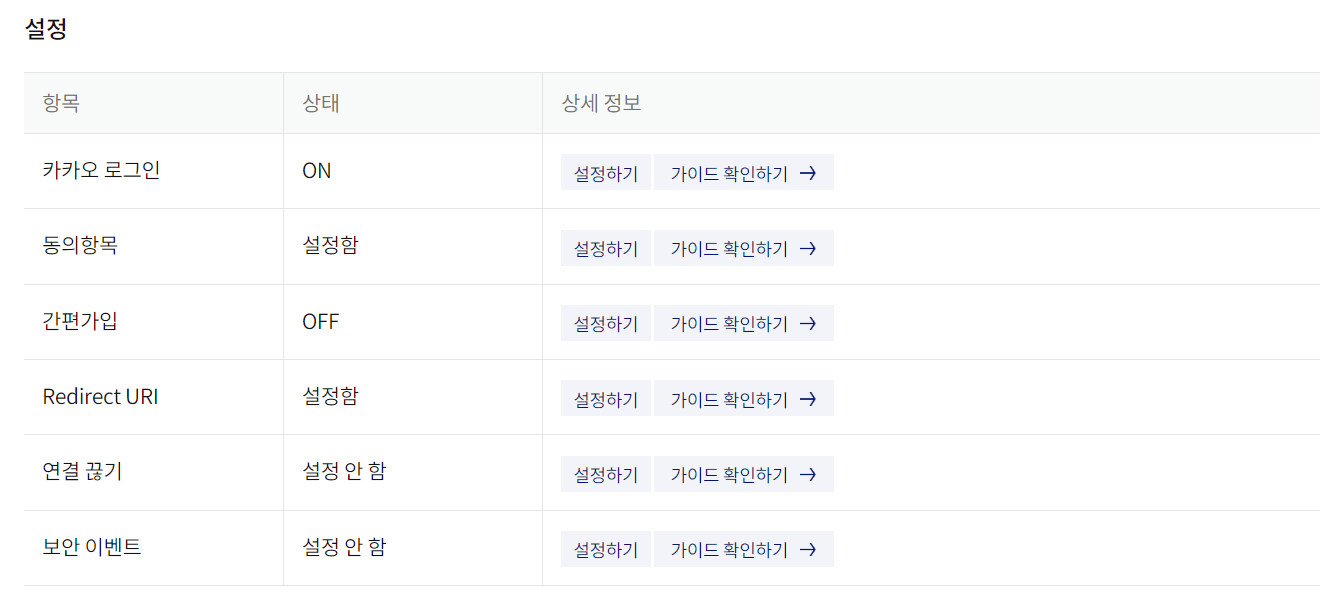 설정
항목 상태 상세 정보
카카오 로그인 ON 설정하기 가이드 확인하기 →
동의항목 설정함 설정하기 가이드 확인하기 →
간편가입 OFF 설정하기 가이드 확인하기 →
Redirect URI 설정함 설정하기 가이드 확인하기 →
연결 끊기 설정 안 함 설정하기 가이드 확인하기 →
보안 이벤트 설정 안 함 설정하기 가이드 확인하기 →